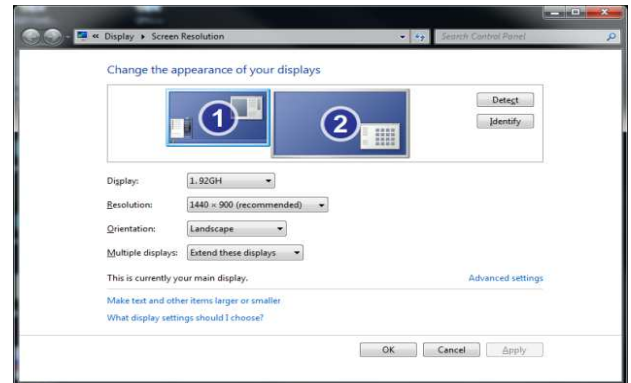 « Display ▸ Screen Resolution
Search Control Panel
Change the appearance of your displays
1
2
Detect
Identify
Display: 1. 92GH
Resolution: 1440 × 900 (recommended)
Orientation: Landscape
Multiple displays: Extend these displays
This is currently your main display.
Advanced settings
Make text and other items larger or smaller
What display settings should I choose?
OK Cancel Apply